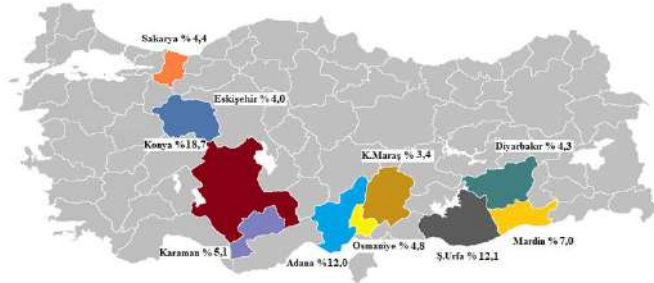 Sakarya % 4,4
Eskişehir % 4,0
Konya %18,7
K.Maraş % 3,4
Diyarbakır % 4,3
Karaman % 5,1
Adana %12,0
Osmaniye % 4,8
Ş.Urfa % 12,1
Mardin % 7,0